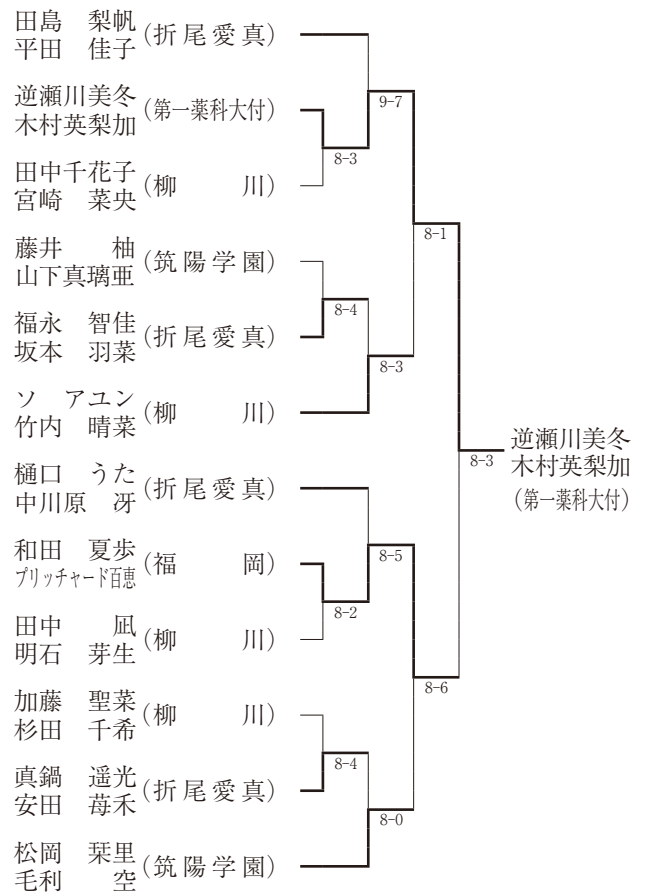 田島　梨帆
平田　佳子
(折尾愛真)
逆瀬川美冬
木村英梨加
(第一薬科大付)
田中千花子
宮崎　菜央
(柳　　川)
藤井　　柚
山下真璃亜
(筑陽学園)
福永　智佳
坂本　羽菜
(折尾愛真)
ソ　アユン
竹内　晴菜
(柳　　川)
樋口　うた
中川原　冴
(折尾愛真)
和田　夏歩
プリッチャード百恵
(福　　岡)
田中　　凪
明石　芽生
(柳　　川)
加藤　聖菜
杉田　千希
(柳　　川)
真鍋　遥光
安田　苺禾
(折尾愛真)
松岡　栞里
毛利　　空
(筑陽学園)
8-3
8-4
8-2
8-4
9-7
8-3
8-5
8-0
8-1
8-6
8-3
逆瀬川美冬
木村英梨加
(第一薬科大付)